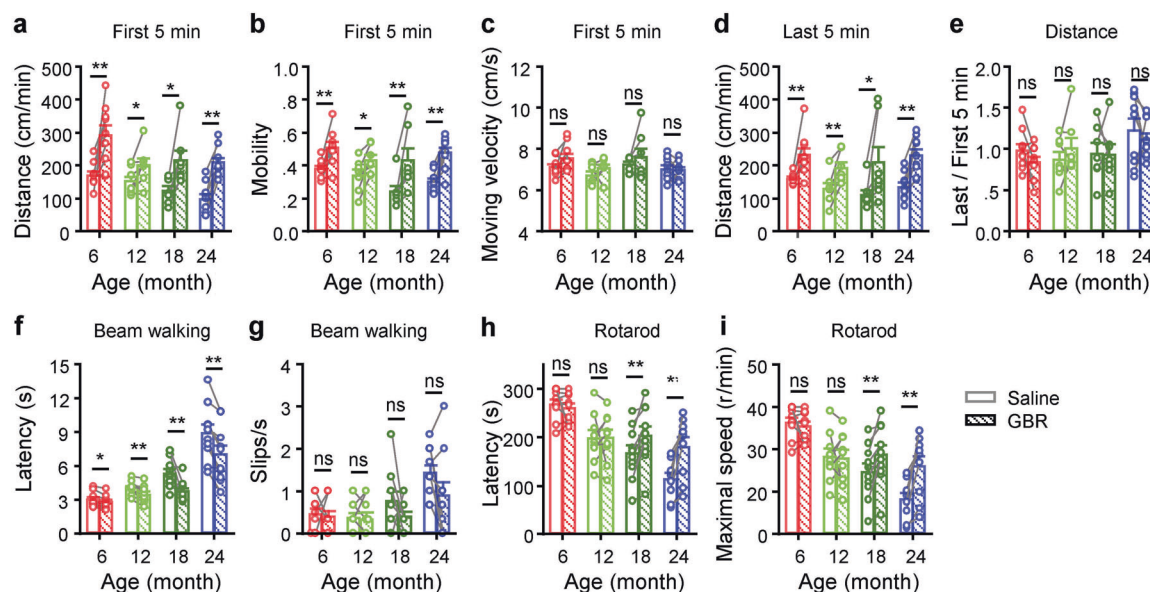 a
First 5 min
Distance (cm/min)
500
400
300
200
100
0
** * * **
6 12 18 24
Age (month)
b
First 5 min
Mobility
1.0
.8
.6
.4
.2
0.0
** * ** **
6 12 18 24
Age (month)
c
First 5 min
Moving velocity (cm/s)
12
10
8
6
4
ns ns ns ns
6 12 18 24
Age (month)
d
Last 5 min
Distance (cm/min)
500
400
300
200
100
0
** ** * **
6 12 18 24
Age (month)
e
Distance
Last / First 5 min
2.0
1.5
1.0
.5
0.0
ns ns ns ns
6 12 18 24
Age (month)
f
Beam walking
Latency (s)
15
12
9
6
3
0
* ** ** **
6 12 18 24
Age (month)
g
Beam walking
Slips/s
4
3
2
1
0
ns ns ns ns
6 12 18 24
Age (month)
h
Rotarod
Latency (s)
300
200
100
0
ns ns **
6 12 18 24
Age (month)
i
Rotarod
Maximal speed (r/min)
40
30
20
10
0
ns ns ** **
6 12 18 24
Age (month)
Saline
GBR